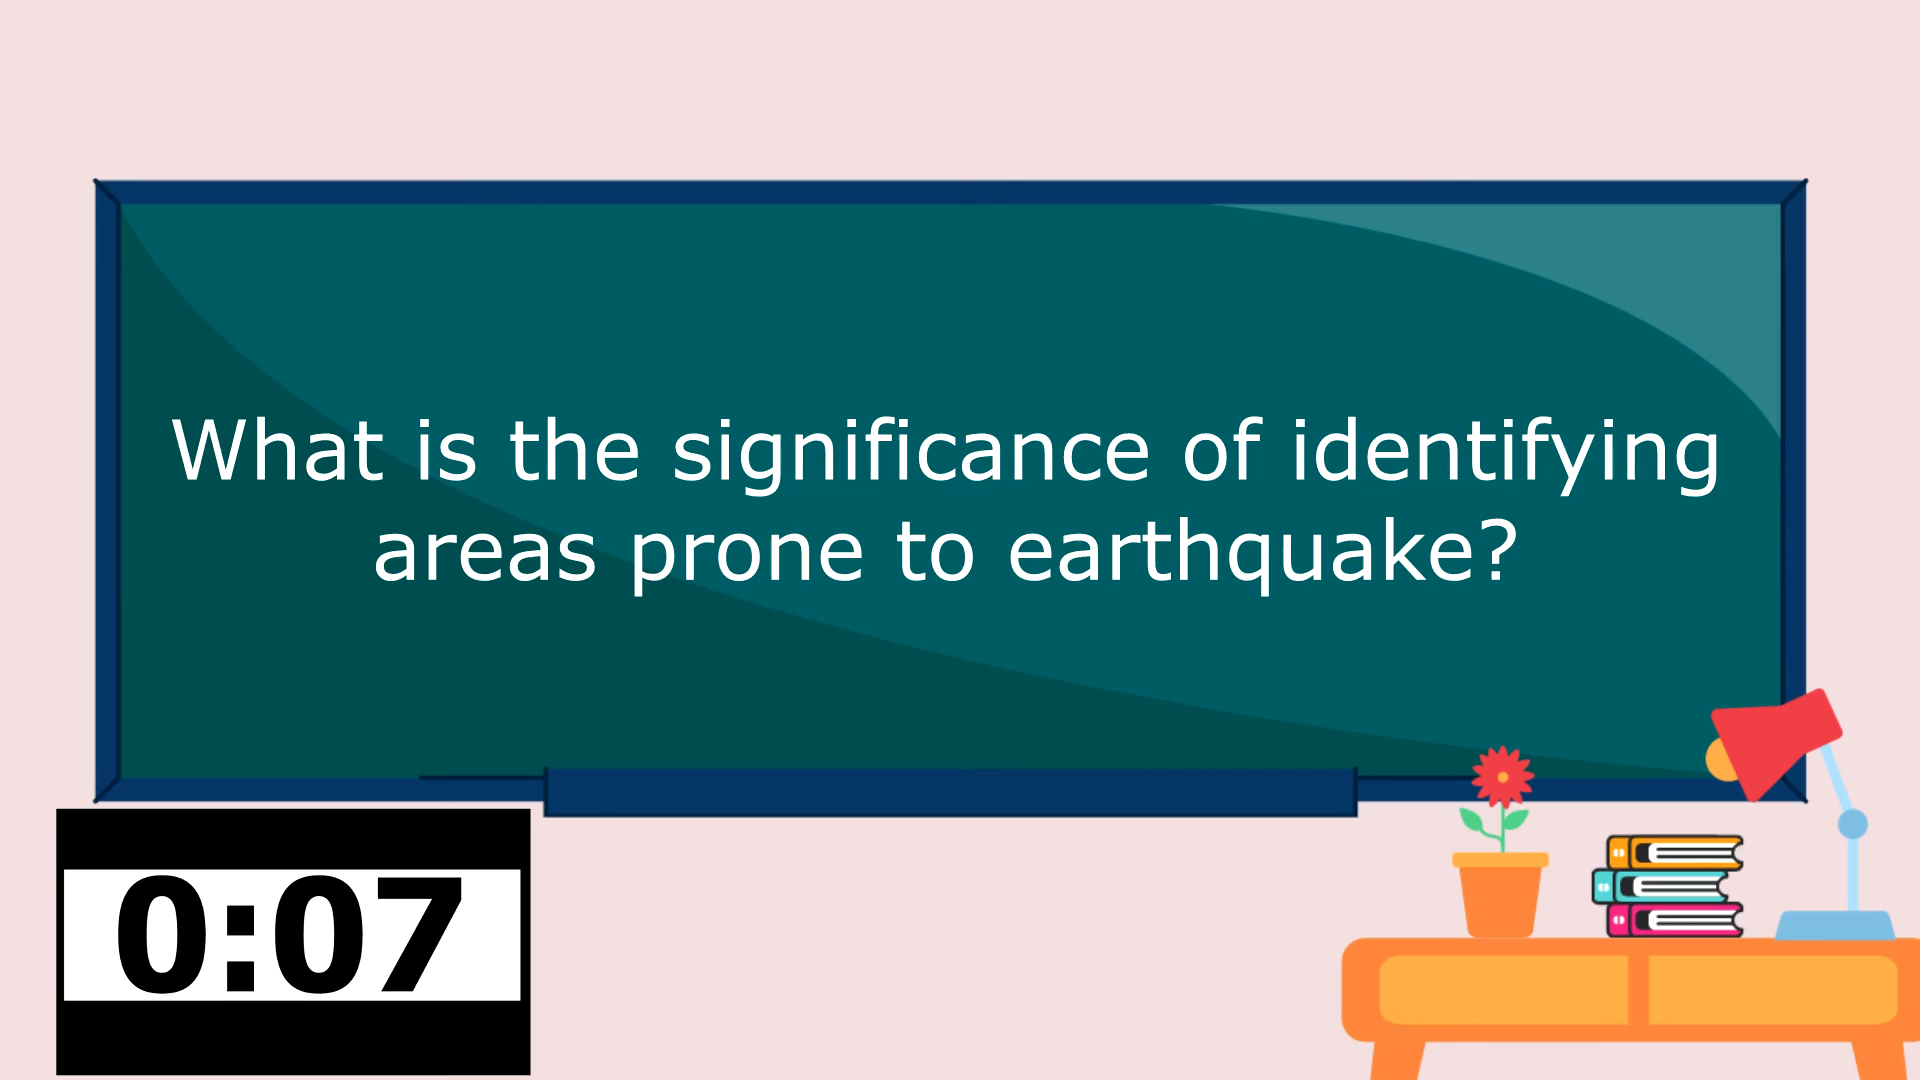 What is the significance of identifying
areas prone to earthquake?
0:07